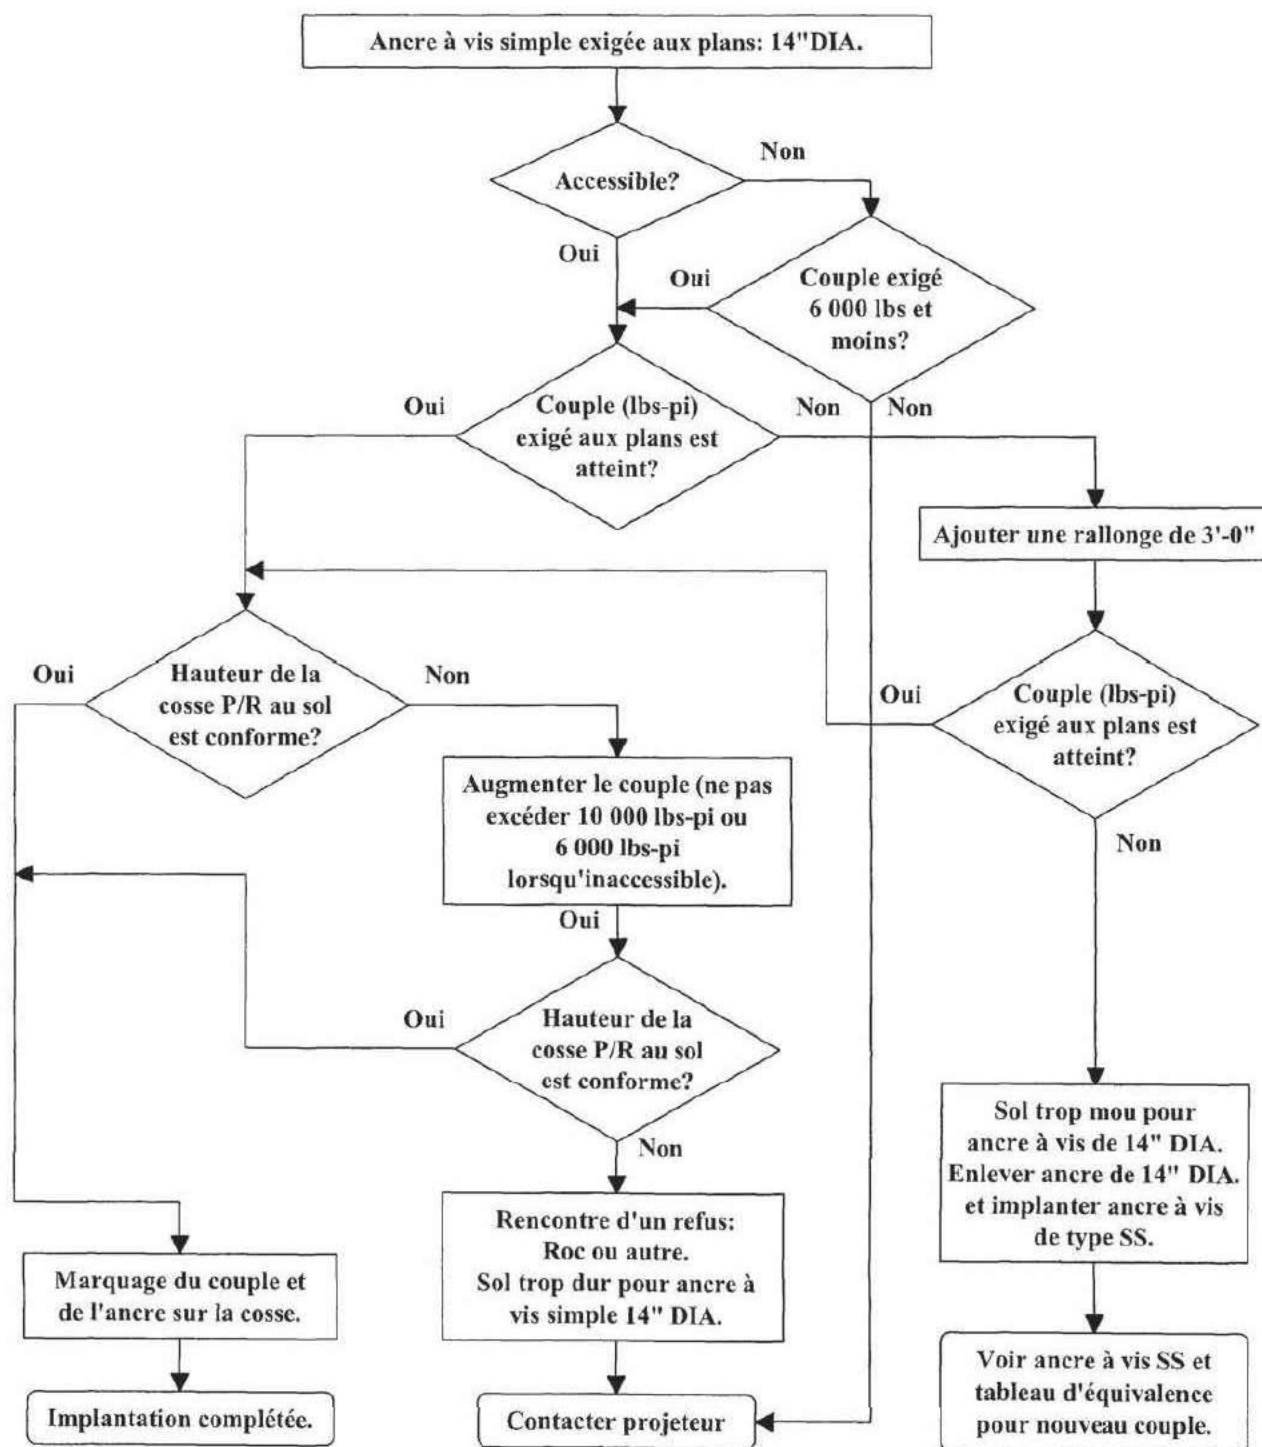 Ancre à vis simple exigée aux plans: 14"DIA.
Non
Accessible?
Oui
Oui
Couple exigé
6 000 lbs et
moins?
Oui
Couple (lbs-pi)
exigé aux plans est
atteint?
Non
Non
Ajouter une rallonge de 3'-0"
Oui
Hauteur de la
cosse P/R au sol
est conforme?
Non
Oui
Couple (lbs-pi)
exigé aux plans est
atteint?
Augmenter le couple (ne pas
excéder 10 000 lbs-pi ou
6 000 lbs-pi
lorsqu'inaccessible).
Non
Oui
Oui
Hauteur de la
cosse P/R au sol
est conforme?
Non
Sol trop mou pour
ancre à vis de 14" DIA.
Enlever ancre de 14" DIA.
et implanter ancre à vis
de type SS.
Rencontre d'un refus:
Roc ou autre.
Sol trop dur pour ancre à
vis simple 14" DIA.
Marquage du couple et
de l'ancre sur la cosse.
Voir ancre à vis SS et
tableau d'équivalence
pour nouveau couple.
Implantation complétée.
Contacter projeteur